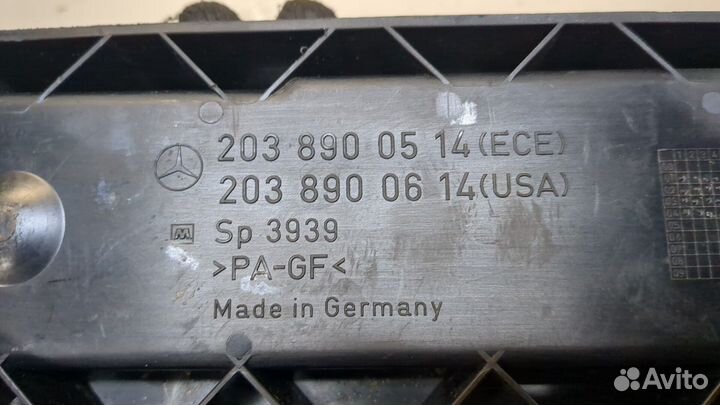 203 890 05 14 (ECE)
203 890 06 14 (USA)
M Sp 3939
>PA-GF<
Made in Germany
Avito